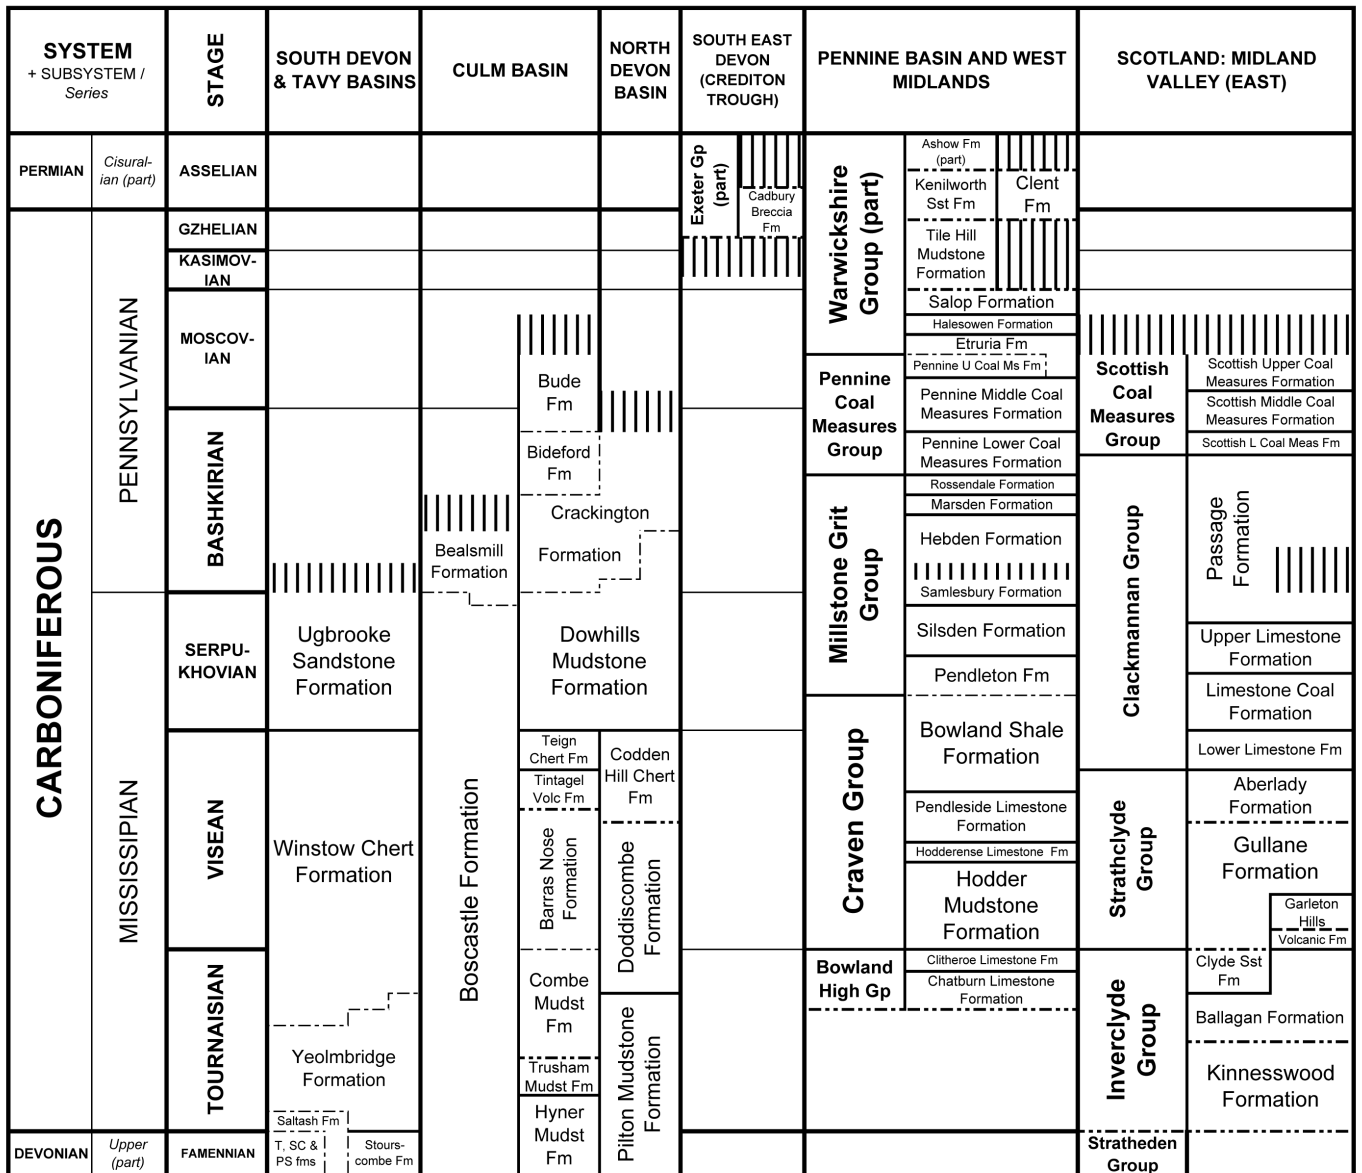 SYSTEM
+ SUBSYSTEM /
Series
STAGE
SOUTH DEVON
& TAVY BASINS
CULM BASIN
NORTH
DEVON
BASIN
SOUTH EAST
DEVON
(CREDITON
TROUGH)
PENNINE BASIN AND WEST
MIDLANDS
SCOTLAND: MIDLAND
VALLEY (EAST)
PERMIAN
Cisural-
ian (part)
CARBONIFEROUS
PENNSYLVANIAN
MISSISSIPIAN
DEVONIAN
Upper
(part)
ASSELIAN
GZHELIAN
KASIMOV-
IAN
MOSCOV-
IAN
BASHKIRIAN
SERPU-
KHOVIAN
VISEAN
TOURNAISIAN
FAMENNIAN
Ugbrooke
Sandstone
Formation
Winstow Chert
Formation
Yeolmbridge
Formation
Saltash Fm
T, SC &
PS fms
Stours-
combe Fm
Bealsmill
Formation
Boscastle Formation
Bude
Fm
Bideford
Fm
Crackington
Formation
Dowhills
Mudstone
Formation
Teign
Chert Fm
Tintagel
Volc Fm
Barras Nose
Formation
Combe
Mudst
Fm
Trusham
Mudst Fm
Hyner
Mudst
Fm
Codden
Hill Chert
Fm
Doddiscombe
Formation
Pilton Mudstone
Formation
Exeter Gp
(part)
Cadbury
Breccia
Fm
Warwickshire
Group (part)
Pennine
Coal
Measures
Group
Millstone Grit
Group
Craven Group
Bowland
High Gp
Ashow Fm
(part)
Kenilworth
Sst Fm
Clent
Fm
Tile Hill
Mudstone
Formation
Salop Formation
Halesowen Formation
Etruria Fm
Pennine U Coal Ms Fm
Pennine Middle Coal
Measures Formation
Pennine Lower Coal
Measures Formation
Rossendale Formation
Marsden Formation
Hebden Formation
Samlesbury Formation
Silsden Formation
Pendleton Fm
Bowland Shale
Formation
Pendleside Limestone
Formation
Hodderense Limestone Fm
Hodder
Mudstone
Formation
Clitheroe Limestone Fm
Chatburn Limestone
Formation
Scottish
Coal
Measures
Group
Clackmannan Group
Strathclyde
Group
Inverclyde
Group
Stratheden
Group
Scottish Upper Coal
Measures Formation
Scottish Middle Coal
Measures Formation
Scottish L Coal Meas Fm
Passage
Formation
Upper Limestone
Formation
Limestone Coal
Formation
Lower Limestone Fm
Aberlady
Formation
Gullane
Formation
Garleton
Hills
Volcanic Fm
Clyde Sst
Fm
Ballagan Formation
Kinnesswood
Formation